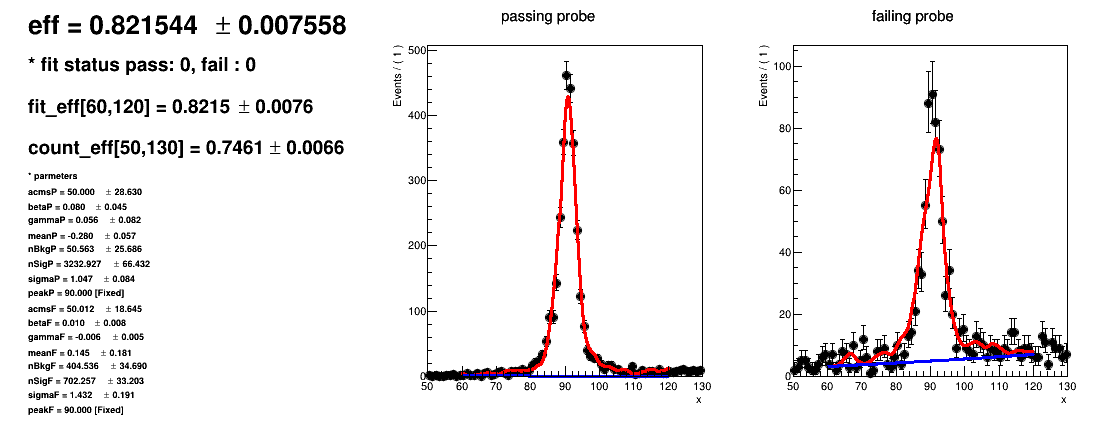 eff = 0.821544 ± 0.007558
* fit status pass: 0, fail : 0
fit_eff[60,120] = 0.8215 ± 0.0076
count_eff[50,130] = 0.7461 ± 0.0066
* parmeters
acmsP = 50.000 ± 28.630
betaP = 0.080 ± 0.045
gammaP = 0.056 ± 0.082
meanP = -0.280 ± 0.057
nBkgP = 50.563 ± 25.686
nSigP = 3232.927 ± 66.432
sigmaP = 1.047 ± 0.084
peakP = 90.000 [Fixed]
acmsF = 50.012 ± 18.645
betaF = 0.010 ± 0.008
gammaF = -0.006 ± 0.005
meanF = 0.145 ± 0.181
nBkgF = 404.536 ± 34.690
nSigF = 702.257 ± 33.203
sigmaF = 1.432 ± 0.191
peakF = 90.000 [Fixed]
passing probe
Events / ( 1 )
500
400
300
200
100
0
50 60 70 80 90 100 110 120 130
x
failing probe
Events / ( 1 )
100
80
60
40
20
0
50 60 70 80 90 100 110 120 130
x